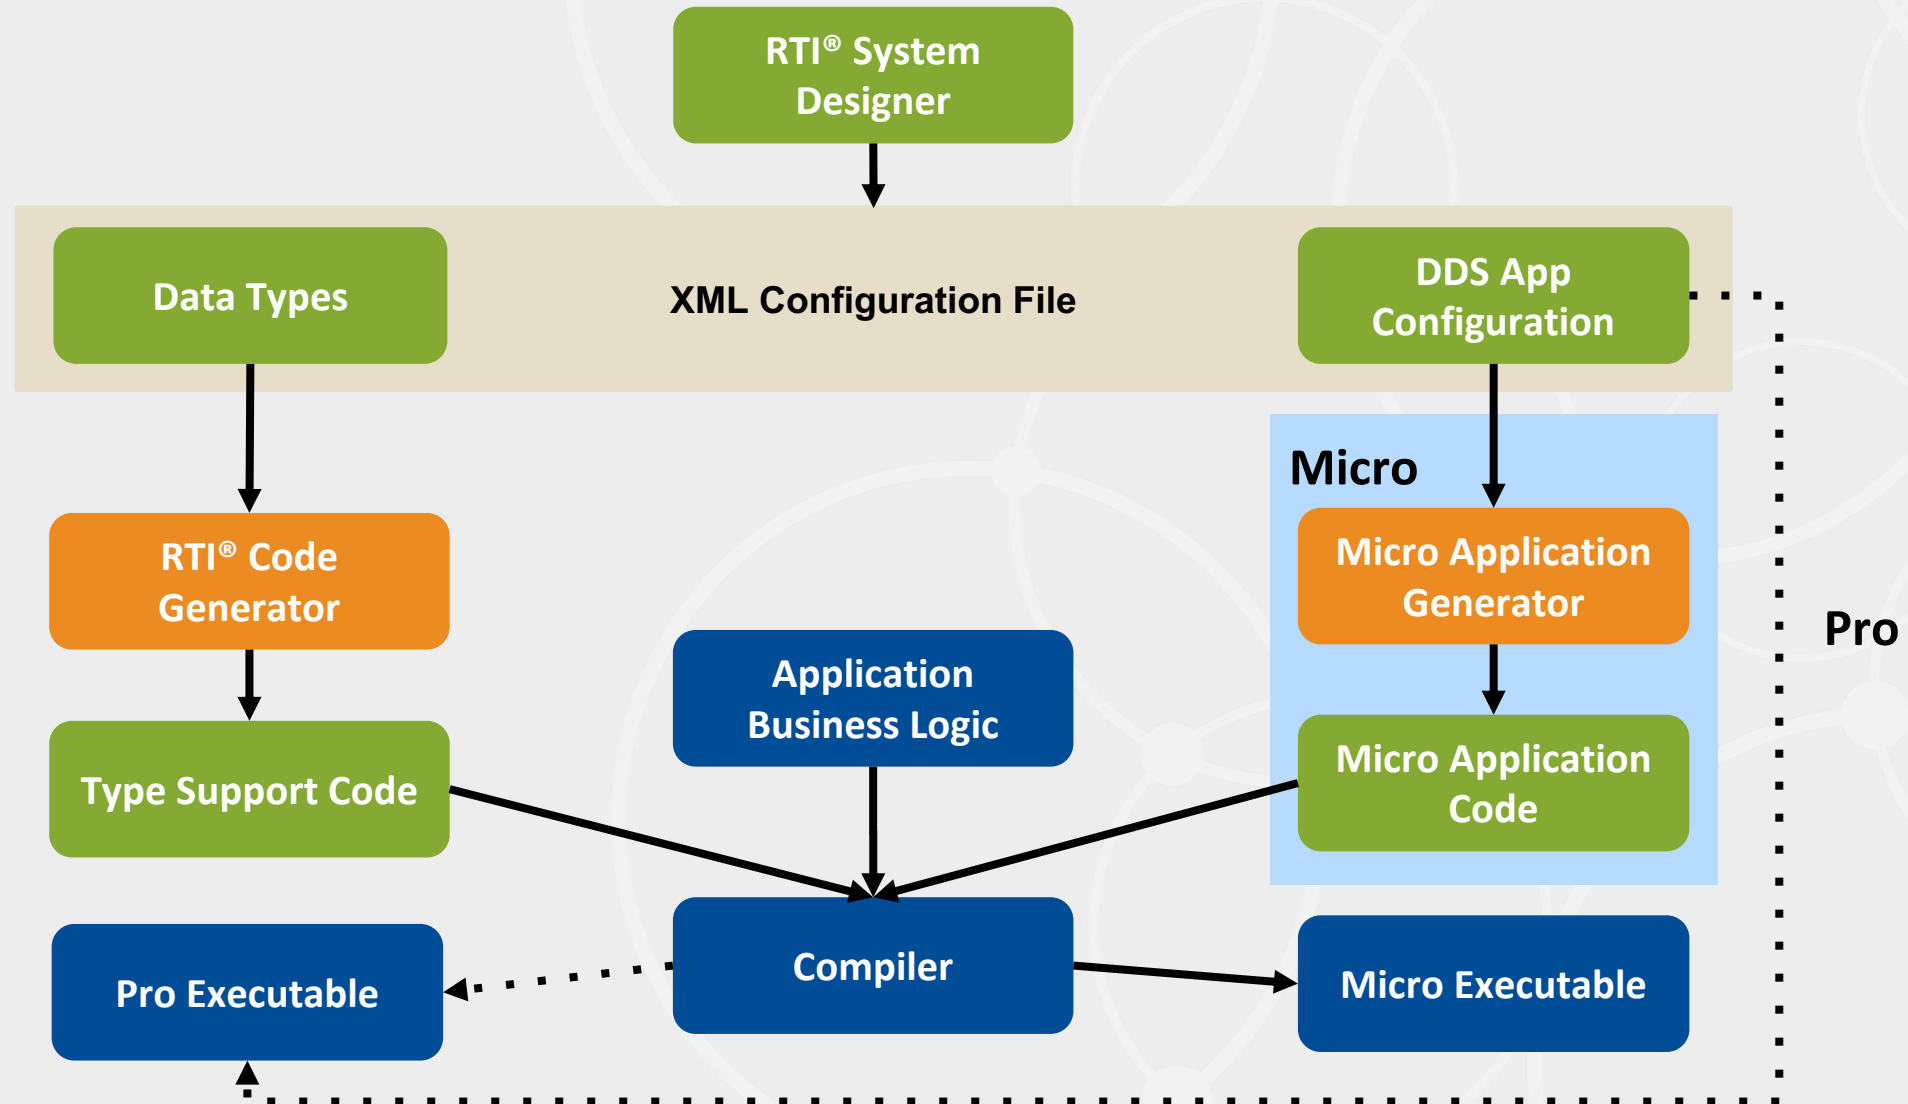 RTI® System
Designer
Data Types
XML Configuration File
DDS App
Configuration
Micro
RTI® Code
Generator
Micro Application
Generator
Pro
Application
Business Logic
Type Support Code
Micro Application
Code
Pro Executable
Compiler
Micro Executable